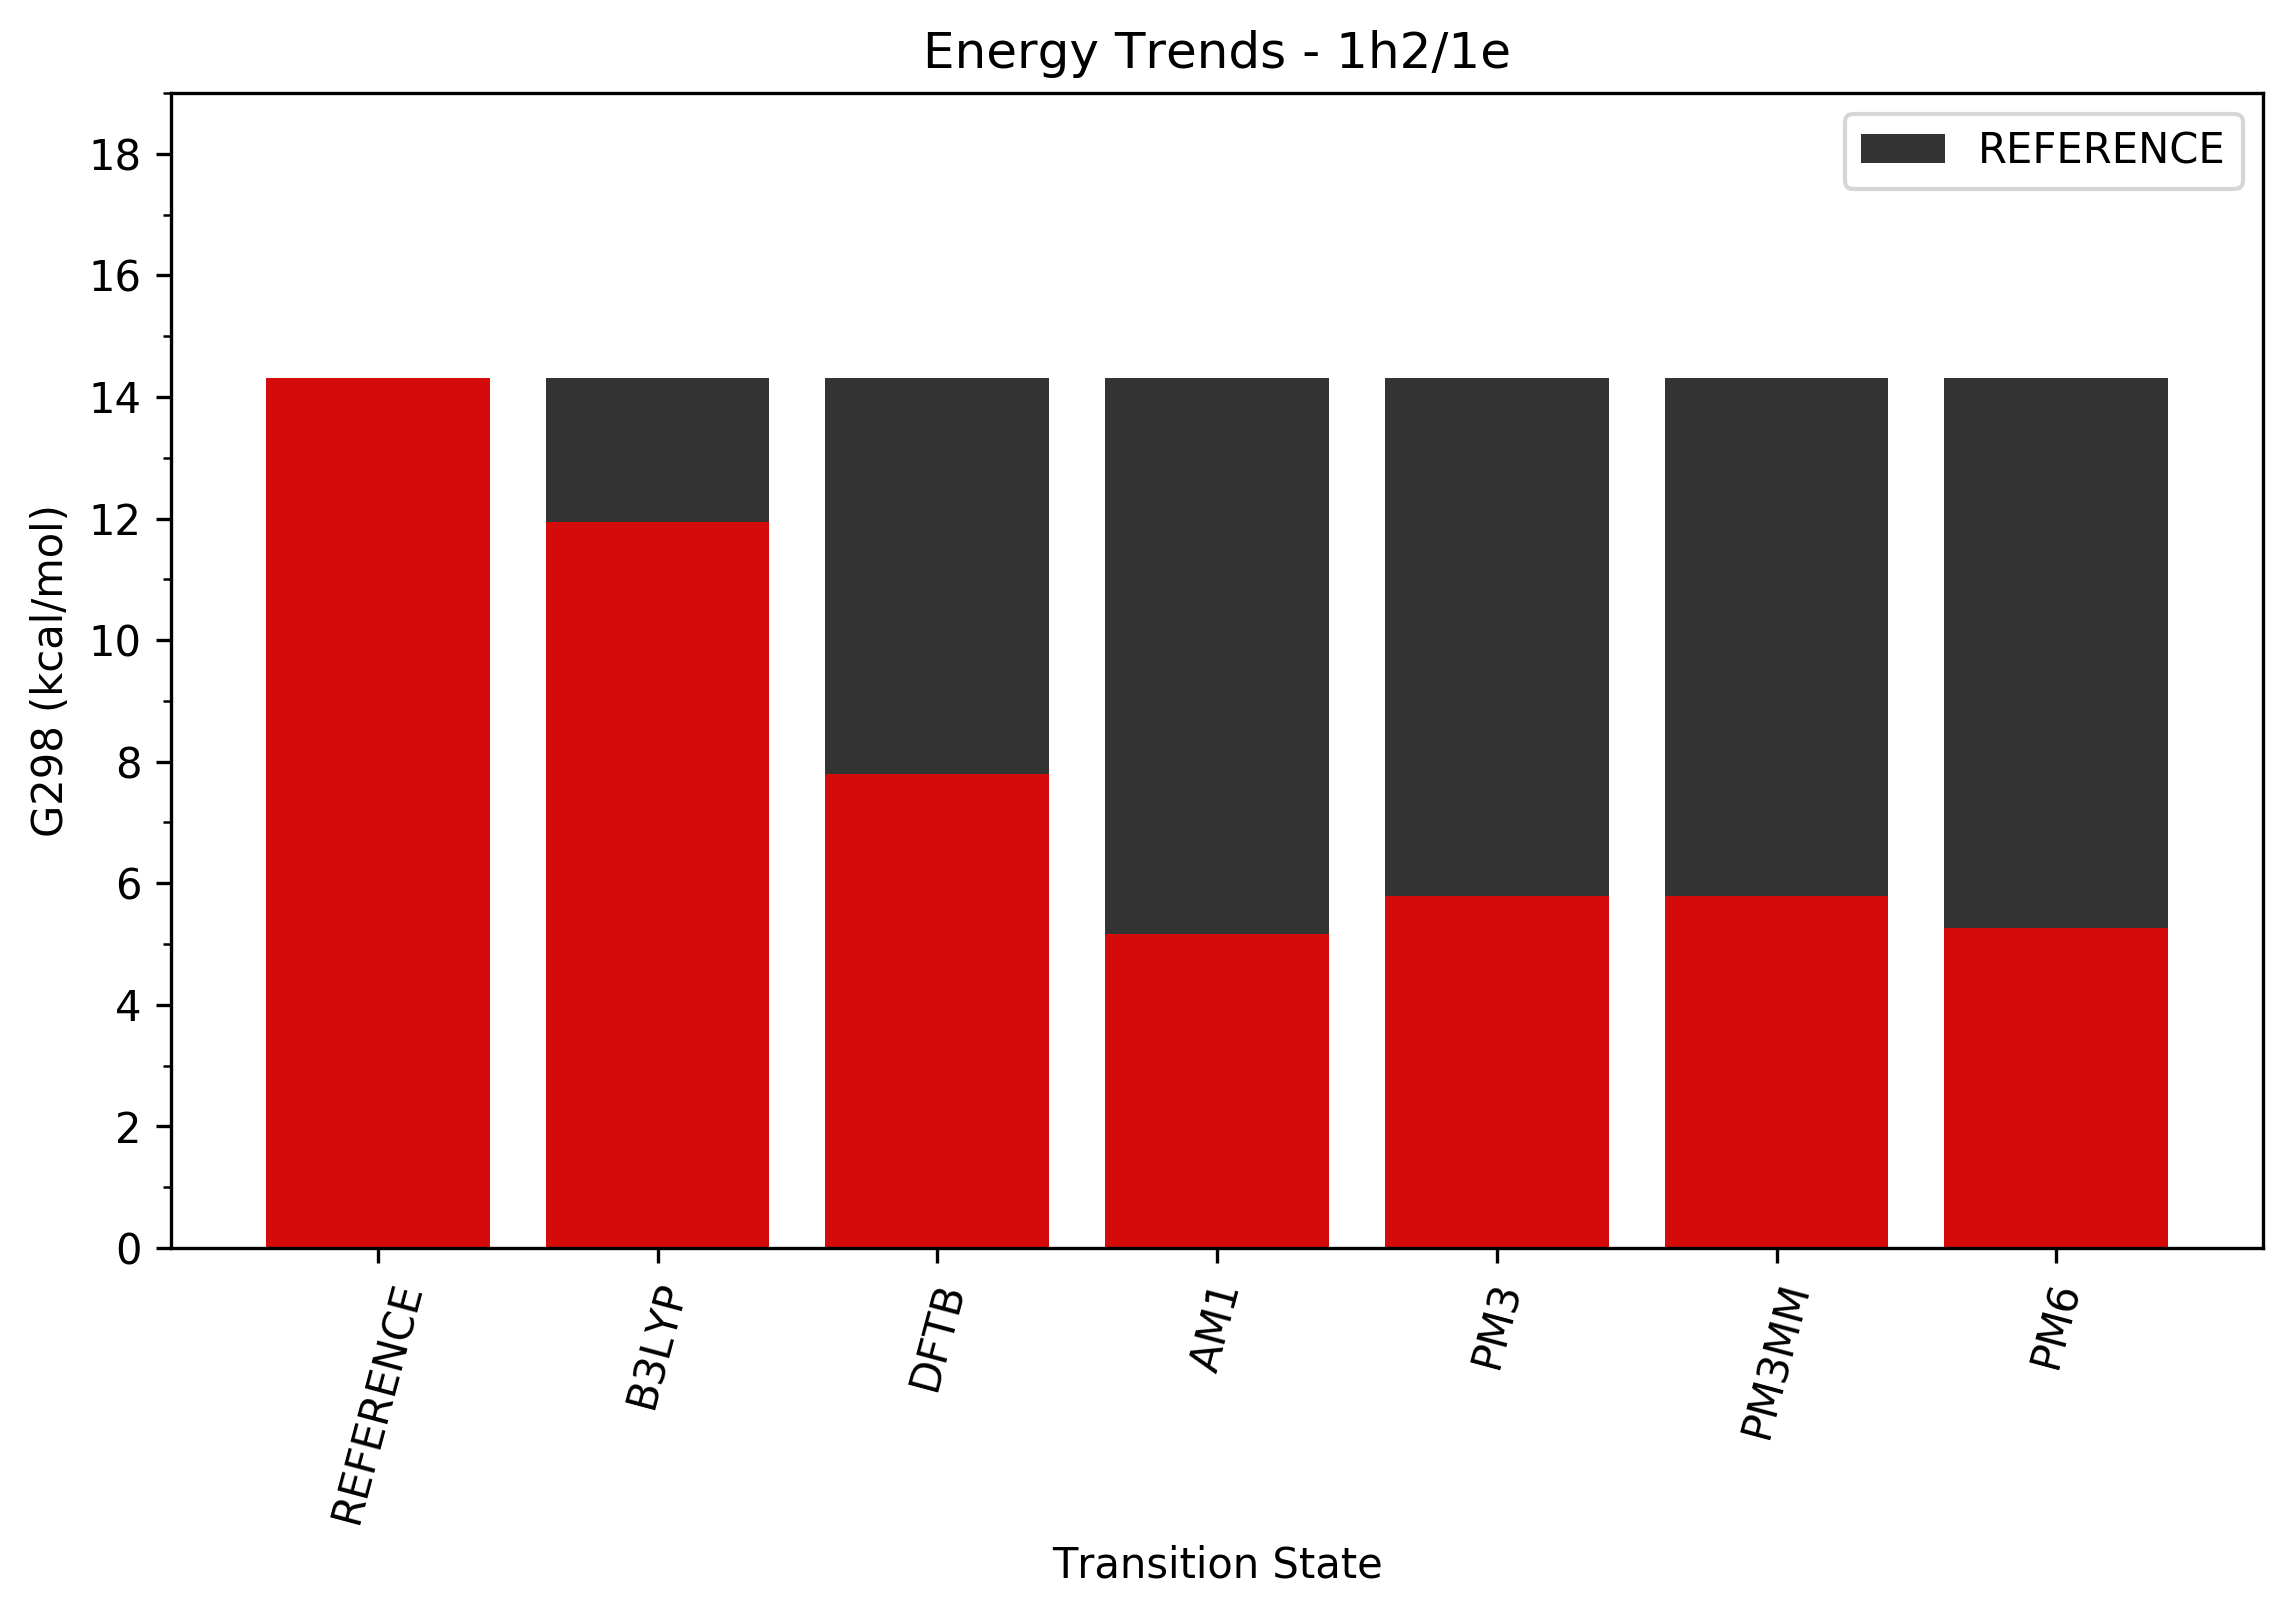 Energy Trends - 1h2/1e
REFERENCE
G298 (kcal/mol)
18
16
14
12
10
8
6
4
2
0
REFERENCE
B3LYP
DFTB
AM1
PM3
PM3MM
PM6
Transition State